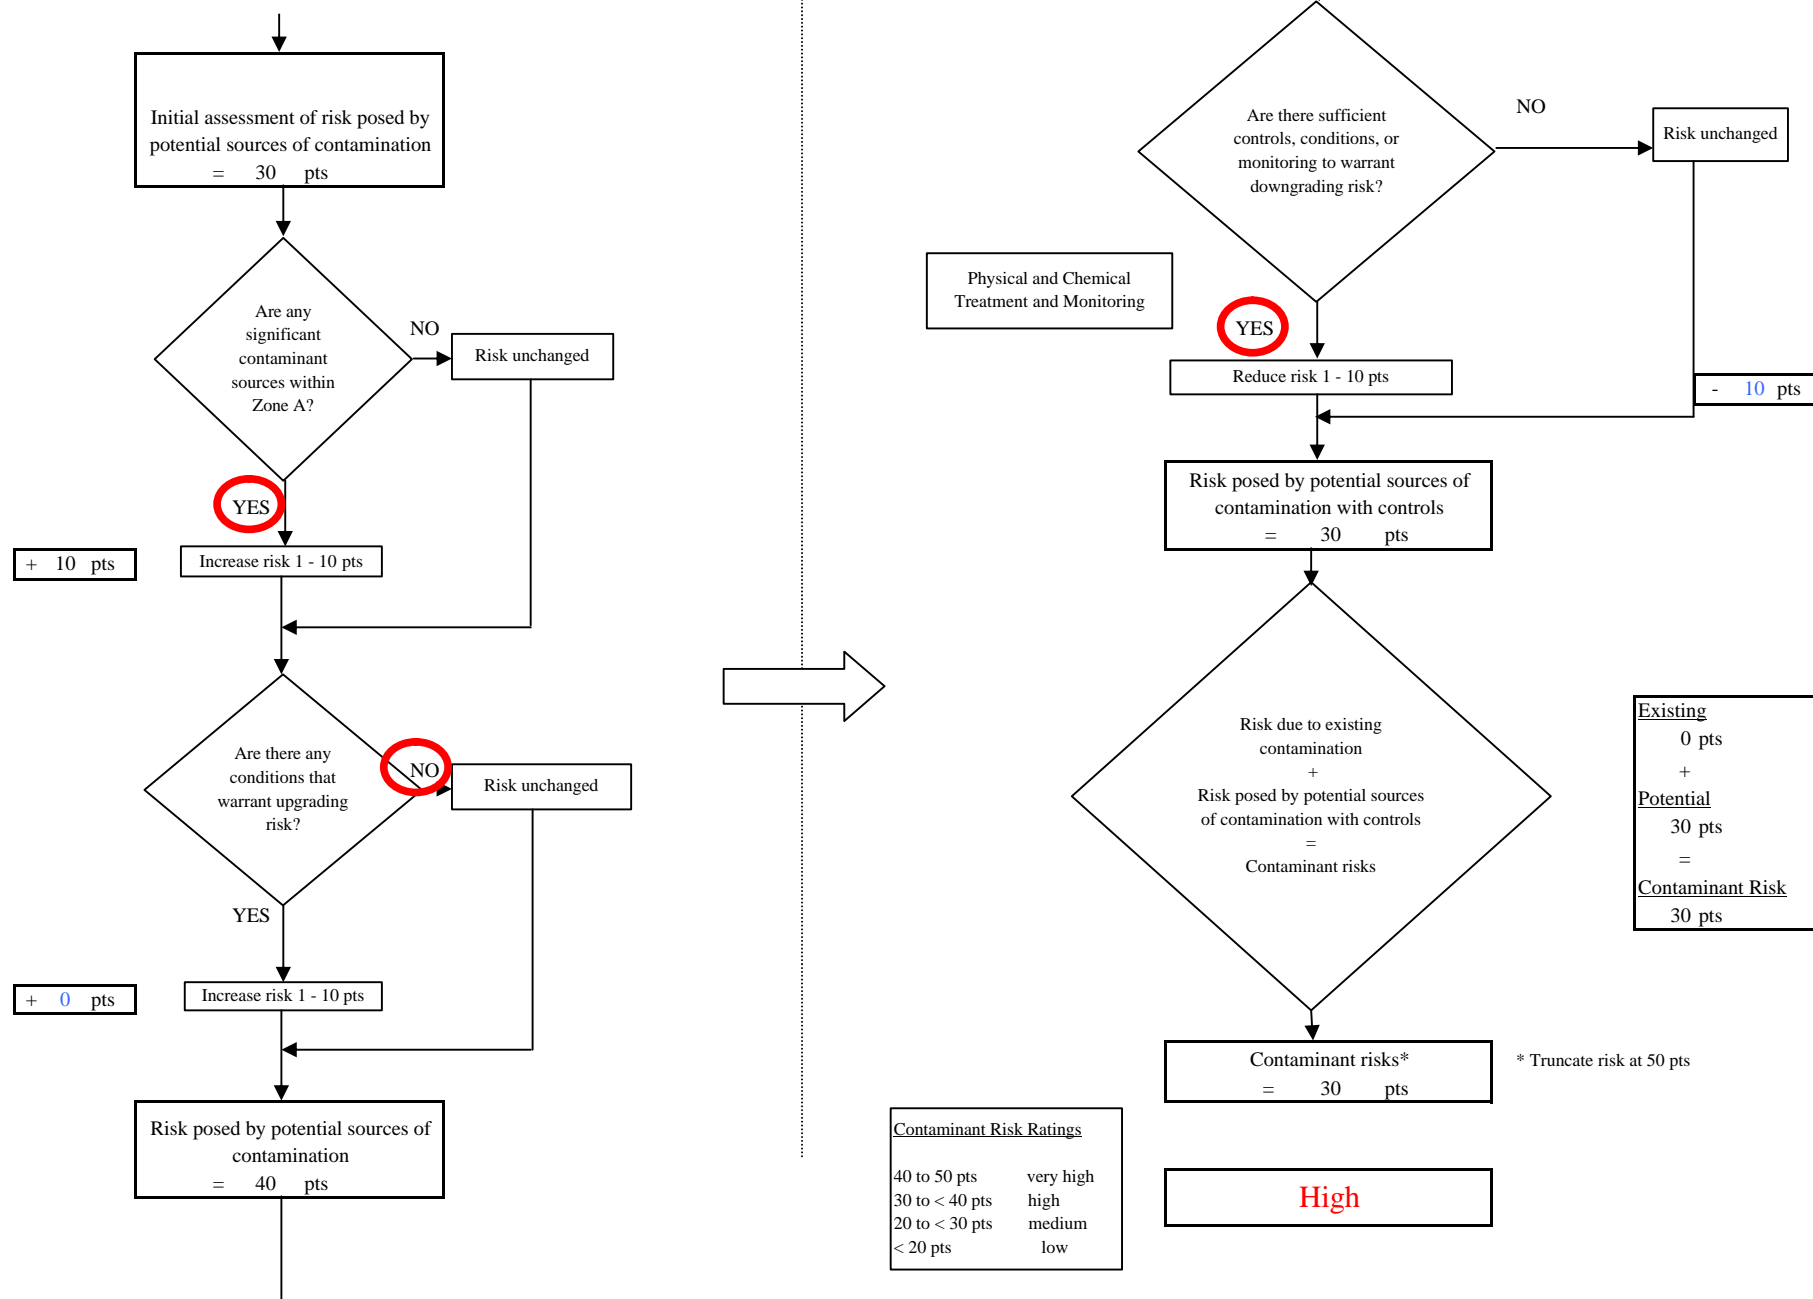 Initial assessment of risk posed by
potential sources of contamination
= 30 pts
Are any
significant
contaminant
sources within
Zone A?
NO
Risk unchanged
YES
+ 10 pts
Increase risk 1 - 10 pts
Are there any
conditions that
warrant upgrading
risk?
NO
Risk unchanged
YES
+ 0 pts
Increase risk 1 - 10 pts
Risk posed by potential sources of
contamination
= 40 pts
Are there sufficient
controls, conditions, or
monitoring to warrant
downgrading risk?
NO
Risk unchanged
Physical and Chemical
Treatment and Monitoring
YES
Reduce risk 1 - 10 pts
- 10 pts
Risk posed by potential sources of
contamination with controls
= 30 pts
Risk due to existing
contamination
+
Risk posed by potential sources
of contamination with controls
=
Contaminant risks
Existing
0 pts
+
Potential
30 pts
=
Contaminant Risk
30 pts
Contaminant risks*
= 30 pts
* Truncate risk at 50 pts
Contaminant Risk Ratings
40 to 50 pts very high
30 to < 40 pts high
20 to < 30 pts medium
< 20 pts low
High